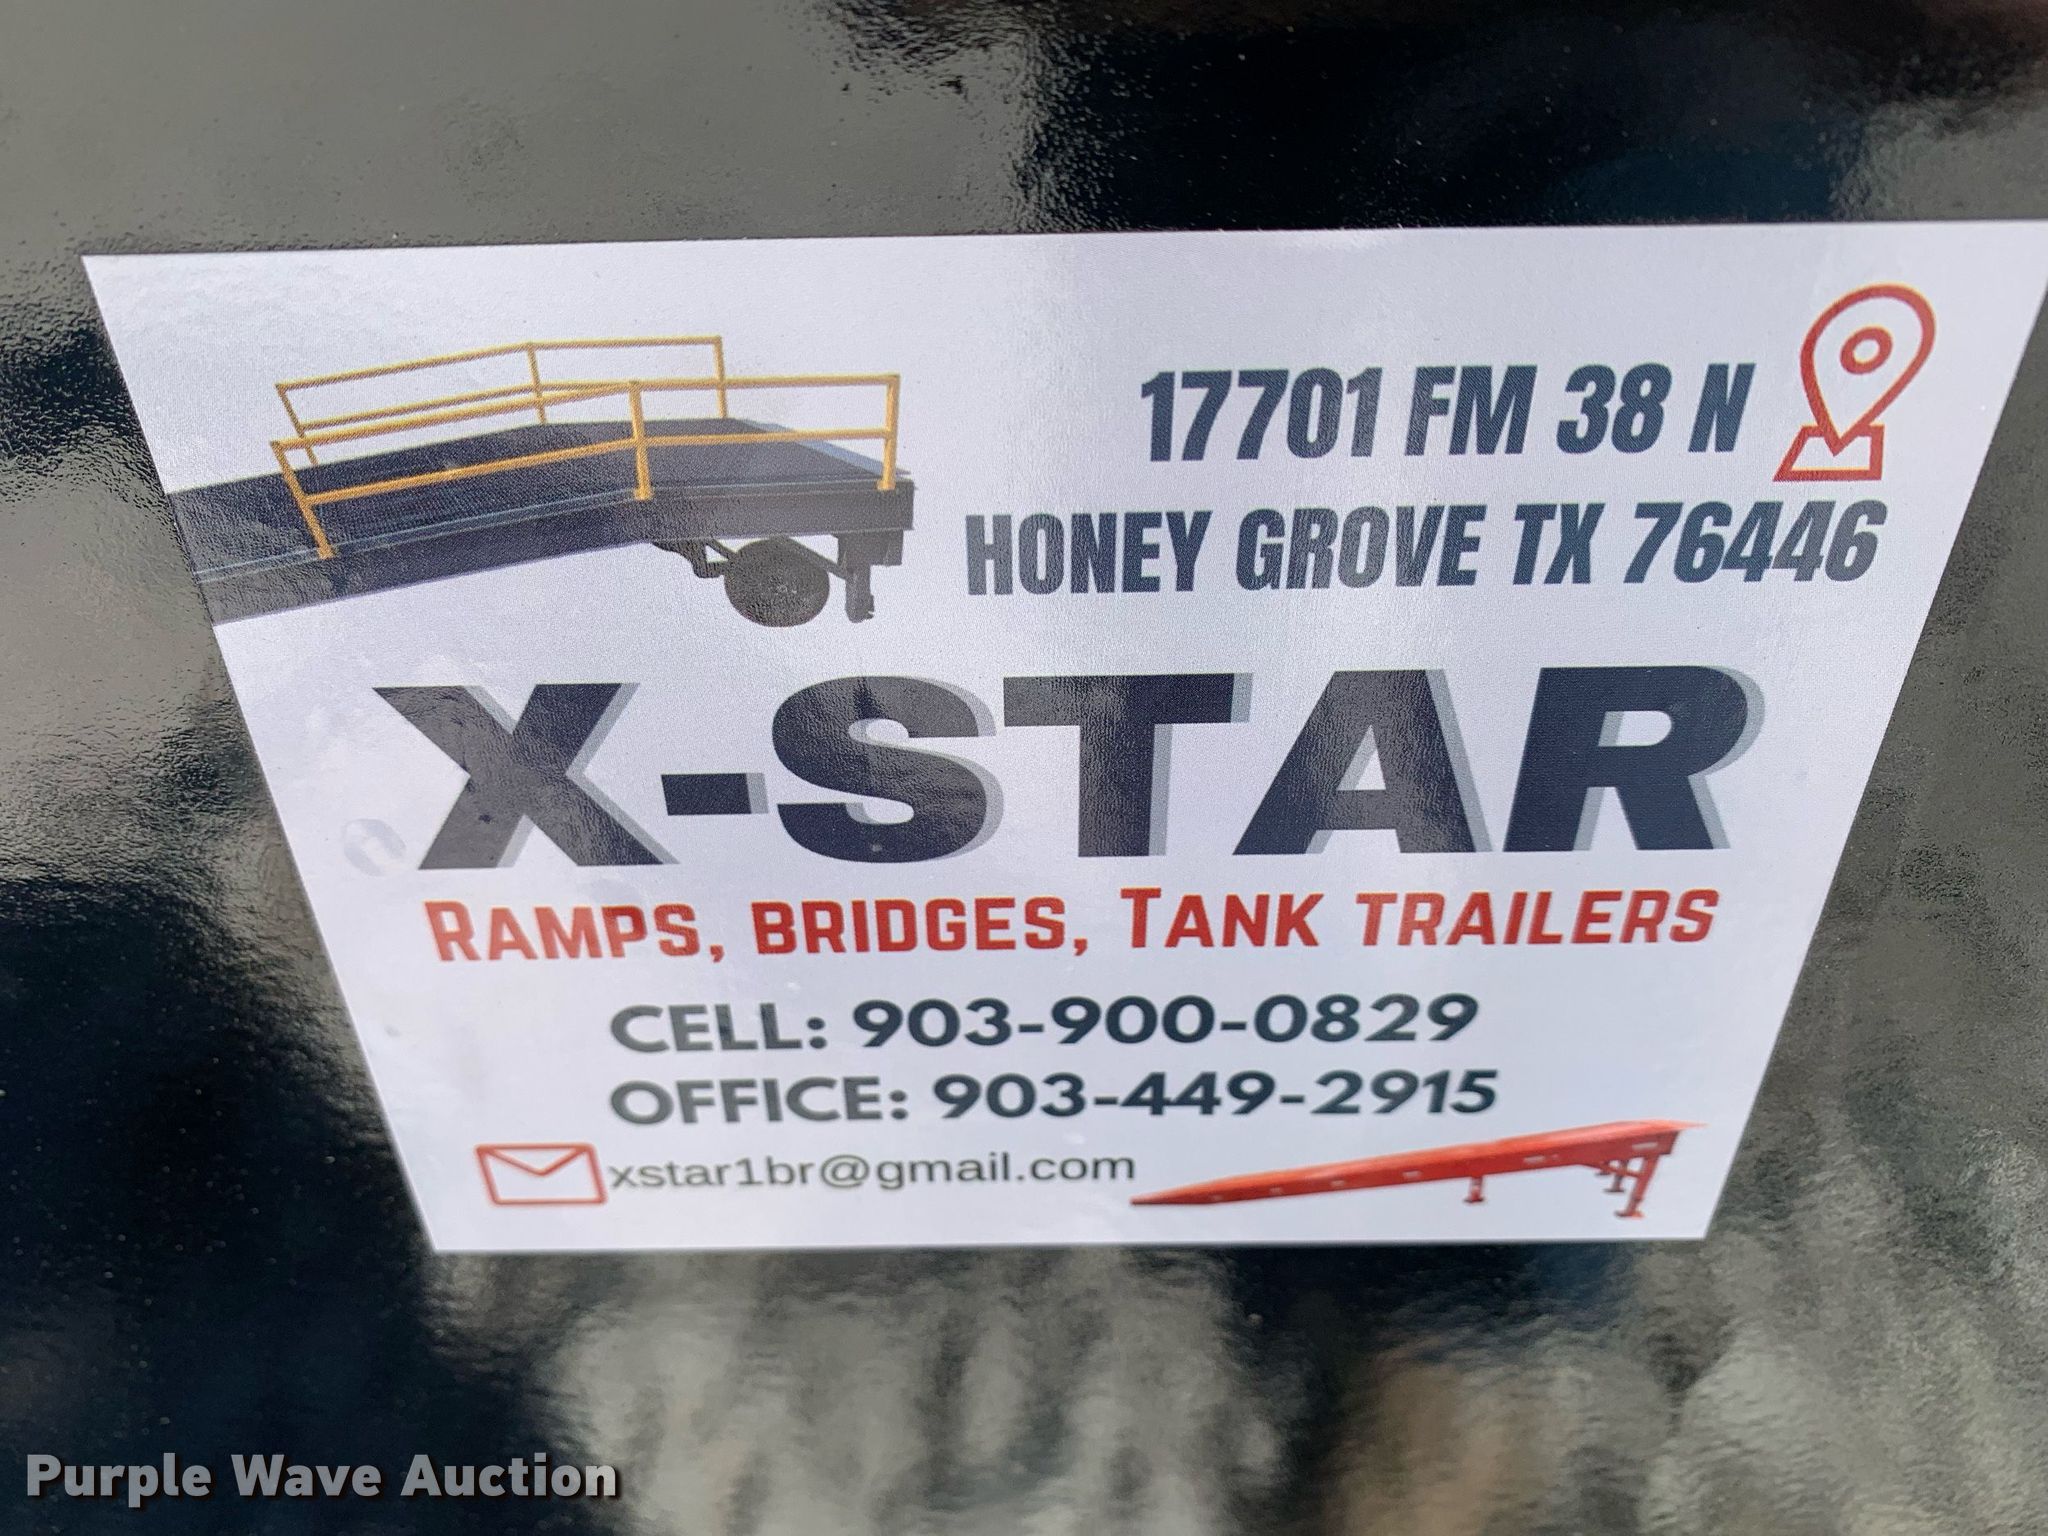 17701 FM 38 N
HONEY GROVE TX 76446
X-STAR
RAMPS, BRIDGES, TANK TRAILERS
CELL: 903-900-0829
OFFICE: 903-449-2915
xstar1br@gmail.com
Purple Wave Auction